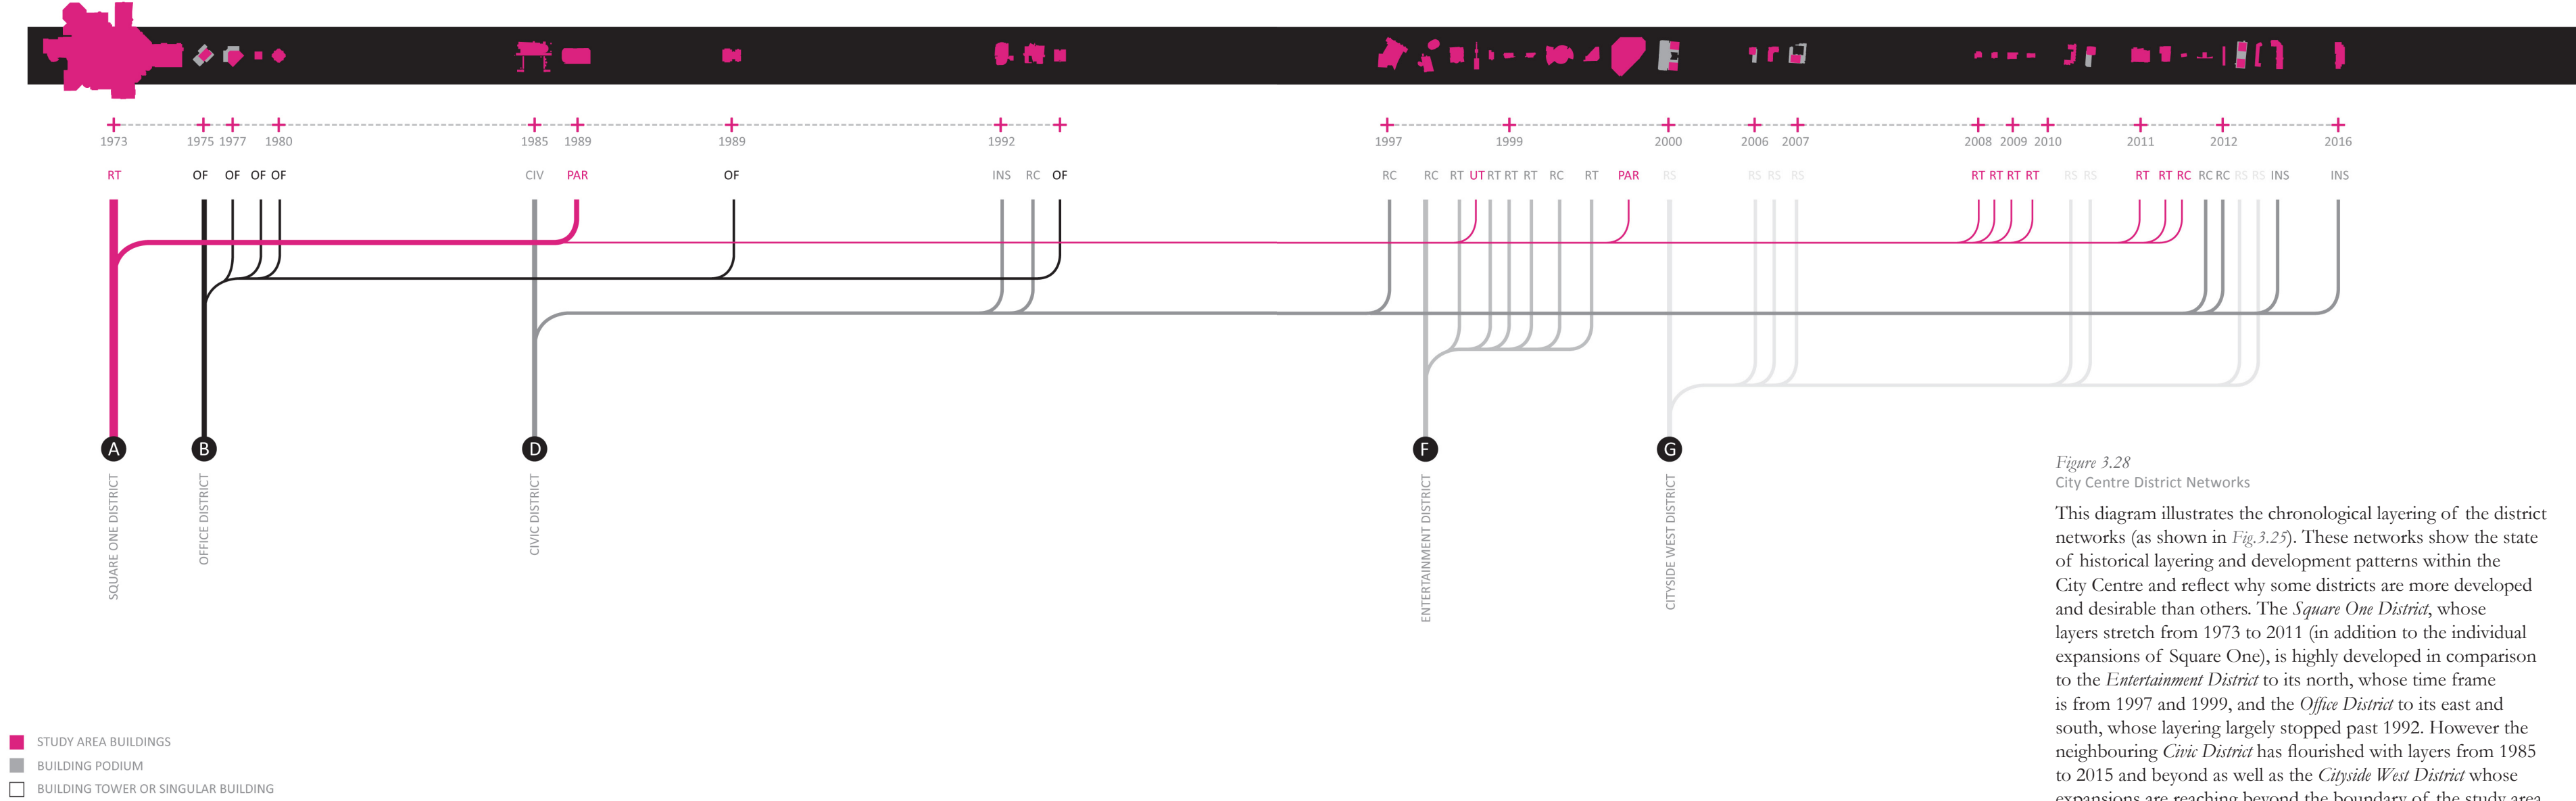 1973 1975 1977 1980 1985 1989 1989 1992 1997 1999 2000 2006 2007 2008 2009 2010 2011 2012 2016
RT OF OF OF OF CIV PAR OF INS RC OF RC RC RT UT RT RT RT RC RT PAR RS RS RS RS RT RT RT RT RS RS RT RT RC RC RC RS RS INS INS
A B D F G
SQUARE ONE DISTRICT
OFFICE DISTRICT
CIVIC DISTRICT
ENTERTAINMENT DISTRICT
CITYSIDE WEST DISTRICT
STUDY AREA BUILDINGS
BUILDING PODIUM
BUILDING TOWER OR SINGULAR BUILDING
Figure 3.28
City Centre District Networks
This diagram illustrates the chronological layering of the district
networks (as shown in Fig.3.25). These networks show the state
of historical layering and development patterns within the
City Centre and reflect why some districts are more developed
and desirable than others. The Square One District, whose
layers stretch from 1973 to 2011 (in addition to the individual
expansions of Square One), is highly developed in comparison
to the Entertainment District to its north, whose time frame
is from 1997 and 1999, and the Office District to its east and
south, whose layering largely stopped past 1992. However the
neighbouring Civic District has flourished with layers from 1985
to 2015 and beyond as well as the Cityside West District whose
expansions are reaching beyond the boundary of the study area